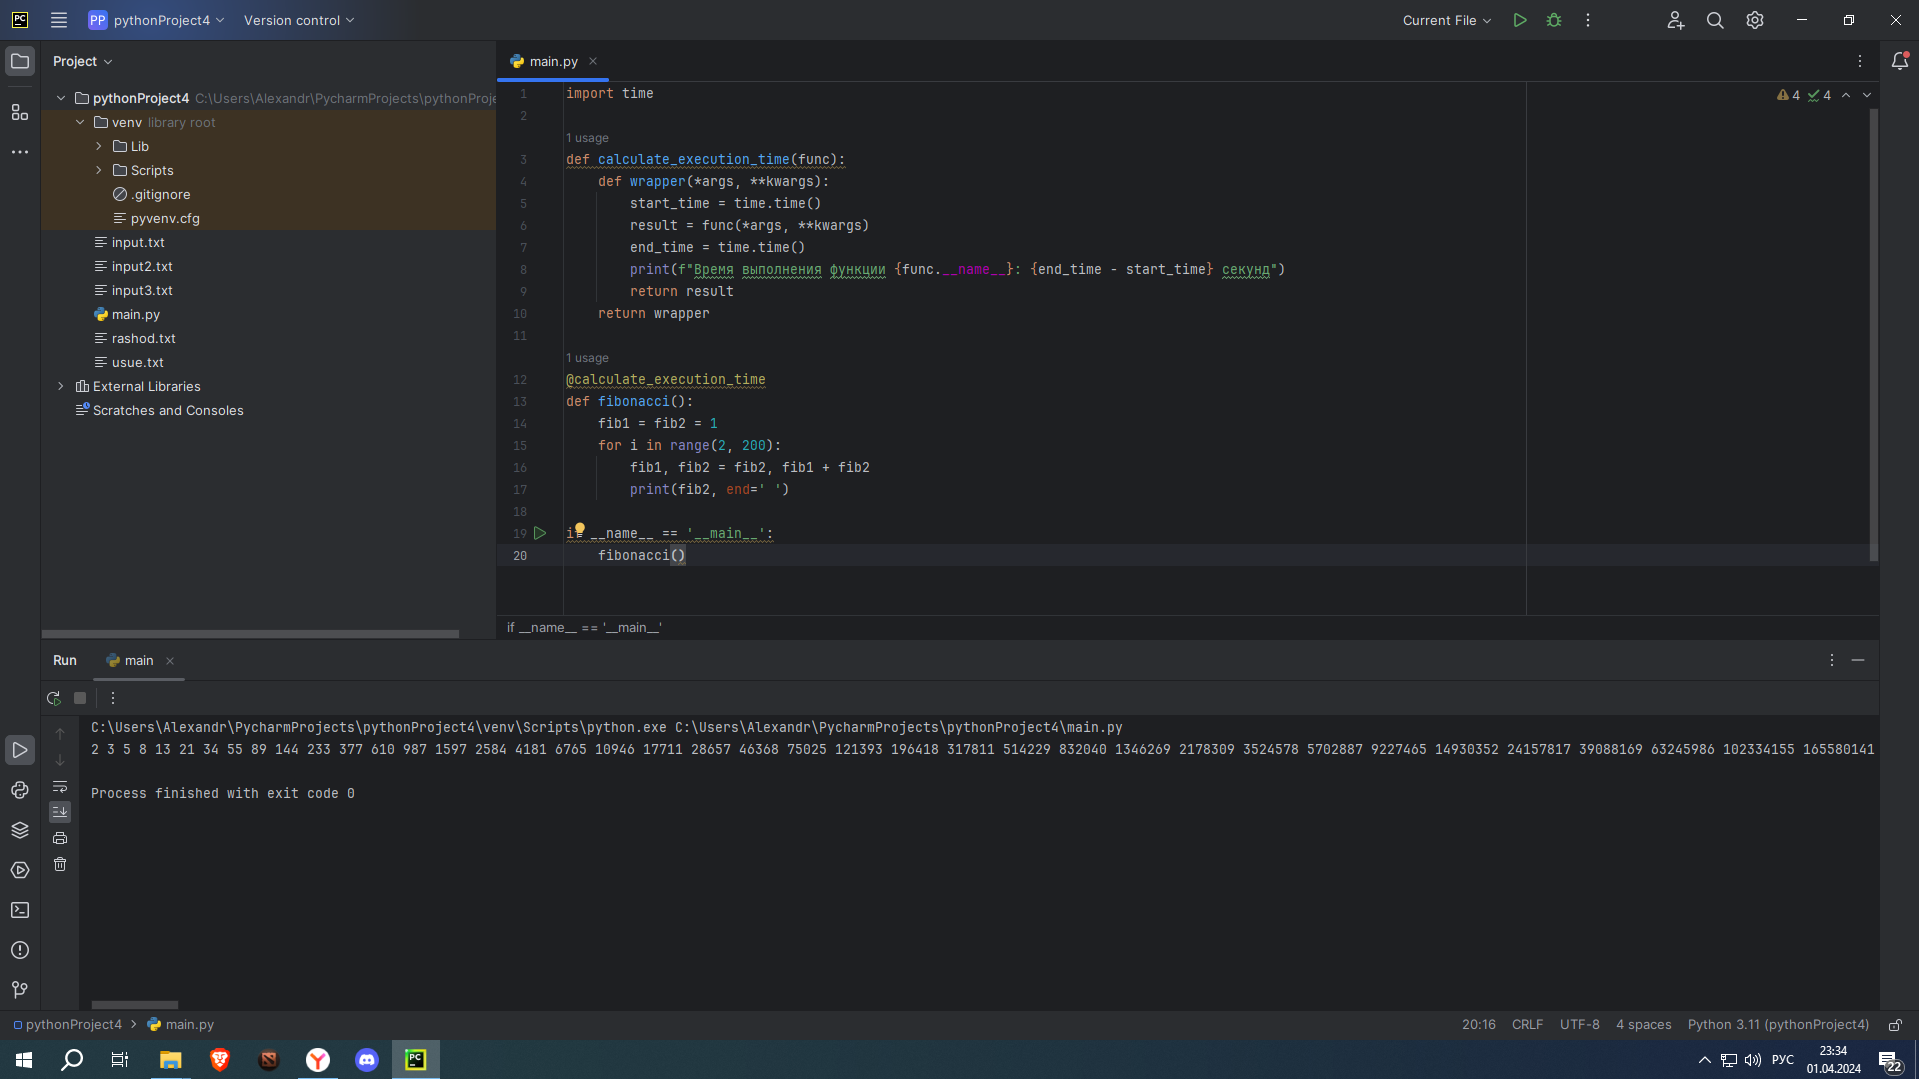 PP pythonProject4 Version control Current File
Project
main.py
pythonProject4 C:\Users\Alexandr\PycharmProjects\pythonProje
venv library root
Lib
Scripts
.gitignore
pyvenv.cfg
input.txt
input2.txt
input3.txt
main.py
rashod.txt
usue.txt
External Libraries
Scratches and Consoles
4 4
1 import time
2
1 usage
3 def calculate_execution_time(func):
4 def wrapper(*args, **kwargs):
5 start_time = time.time()
6 result = func(*args, **kwargs)
7 end_time = time.time()
8 print(f"Время выполнения функции {func.__name__}: {end_time - start_time} секунд")
9 return result
10 return wrapper
11
1 usage
12 @calculate_execution_time
13 def fibonacci():
14 fib1 = fib2 = 1
15 for i in range(2, 200):
16 fib1, fib2 = fib2, fib1 + fib2
17 print(fib2, end=' ')
18
19 i __name__ == '__main__':
20 fibonacci()
if __name__ == '__main__'
Run main
C:\Users\Alexandr\PycharmProjects\pythonProject4\venv\Scripts\python.exe C:\Users\Alexandr\PycharmProjects\pythonProject4\main.py
2 3 5 8 13 21 34 55 89 144 233 377 610 987 1597 2584 4181 6765 10946 17711 28657 46368 75025 121393 196418 317811 514229 832040 1346269 2178309 3524578 5702887 9227465 14930352 24157817 39088169 63245986 102334155 165580141
Process finished with exit code 0
pythonProject4 main.py 20:16 CRLF UTF-8 4 spaces Python 3.11 (pythonProject4)
PC РУС 23:34
01.04.2024 22